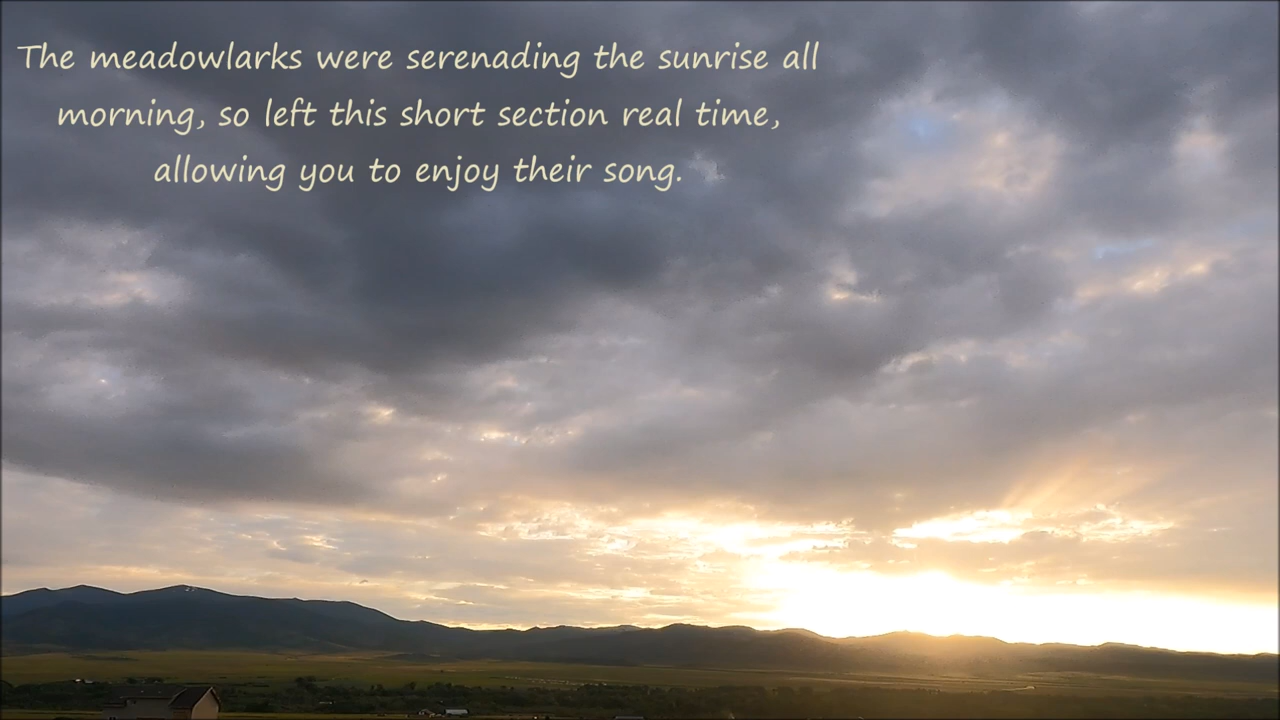 The meadowlarks were serenading the sunrise all
morning, so left this short section real time,
allowing you to enjoy their song.